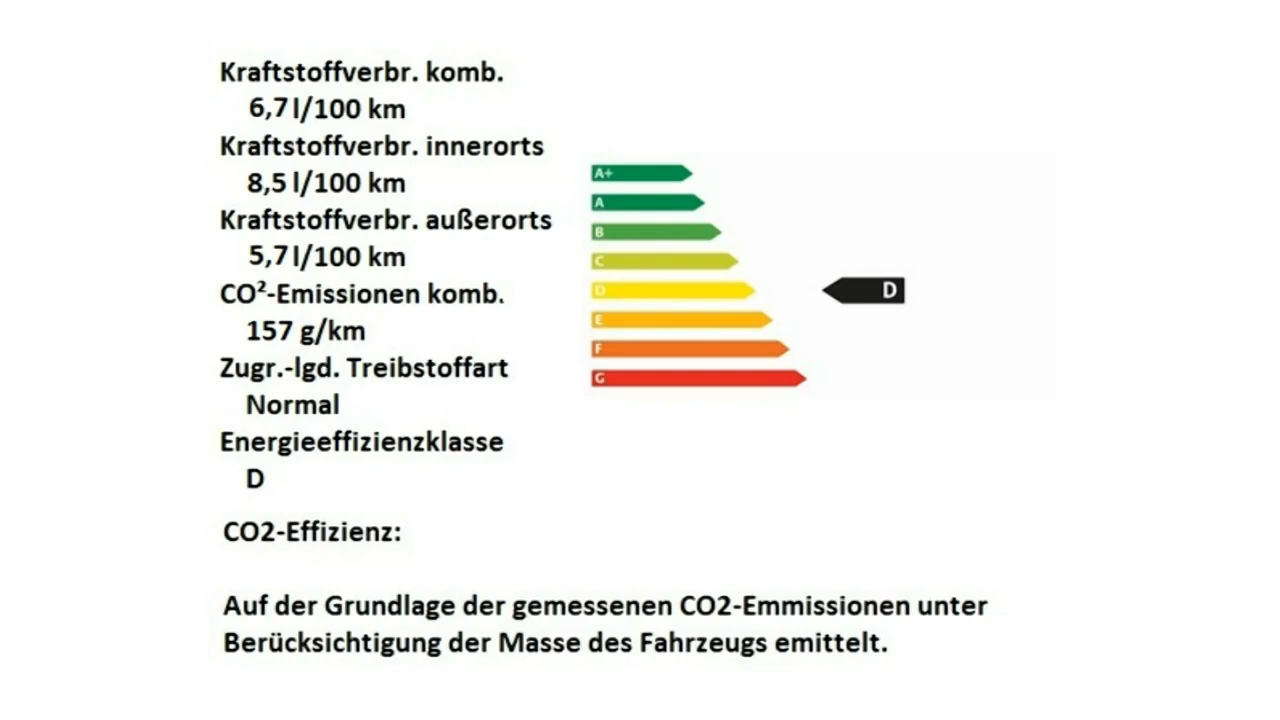 Kraftstoffverbr. komb.
6,7 l/100 km
Kraftstoffverbr. innerorts
8,5 l/100 km
Kraftstoffverbr. außerorts
5,7 l/100 km
CO²-Emissionen komb.
157 g/km
Zugr.-lgd. Treibstoffart
Normal
Energieeffizienzklasse
D
A+
A
B
C
D
D
E
F
G
CO2-Effizienz:
Auf der Grundlage der gemessenen CO2-Emmissionen unter
Berücksichtigung der Masse des Fahrzeugs emittelt.